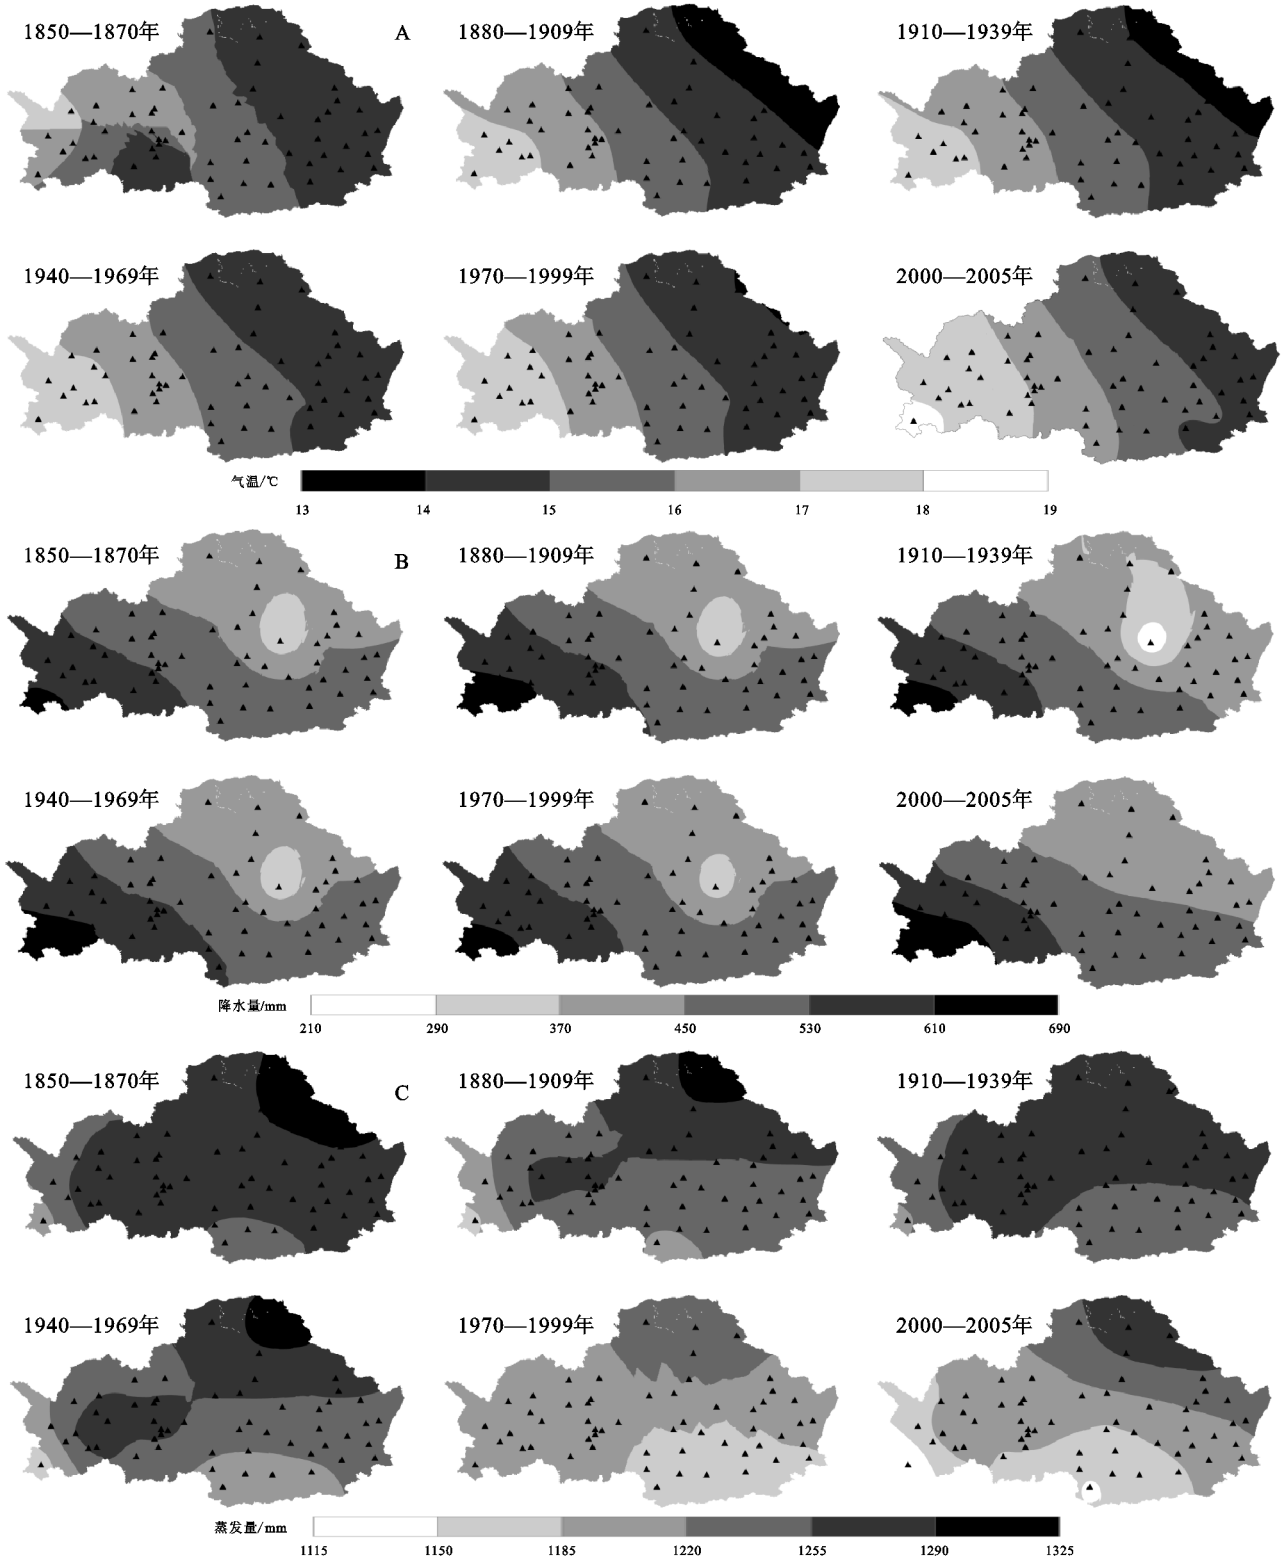 1850—1870年
A
1880—1909年
1910—1939年
1940—1969年
1970—1999年
2000—2005年
气温/℃
13 14 15 16 17 18 19
1850—1870年
B
1880—1909年
1910—1939年
1940—1969年
1970—1999年
2000—2005年
降水量/mm
210 290 370 450 530 610 690
1850—1870年
C
1880—1909年
1910—1939年
1940—1969年
1970—1999年
2000—2005年
蒸发量/mm
1115 1150 1185 1220 1255 1290 1325